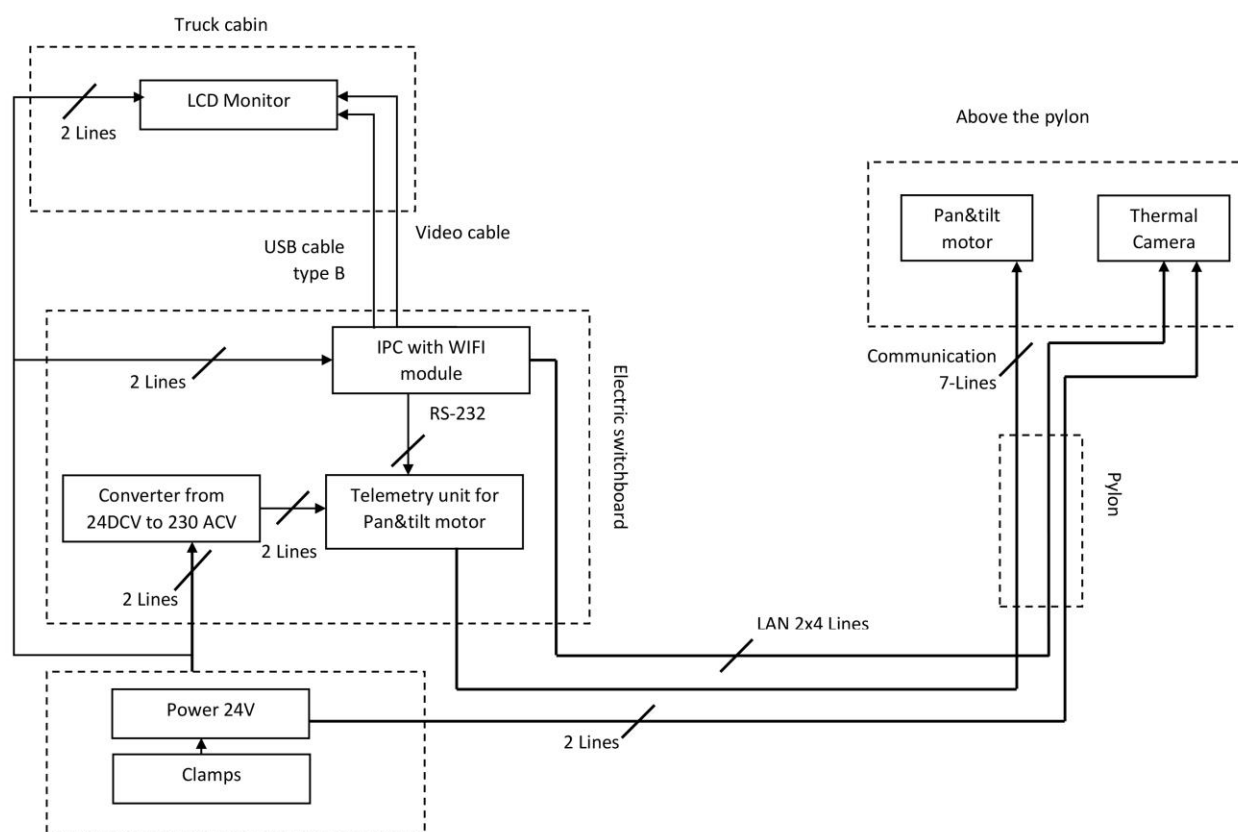 Truck cabin
LCD Monitor
2 Lines
Above the pylon
Pan&tilt
motor
Thermal
Camera
Video cable
USB cable
type B
IPC with WIFI
module
2 Lines
Communication
7-Lines
RS-232
Electric switchboard
Converter from
24DCV to 230 ACV
Telemetry unit for
Pan&tilt motor
Pylon
2 Lines
2 Lines
LAN 2x4 Lines
Power 24V
2 Lines
Clamps